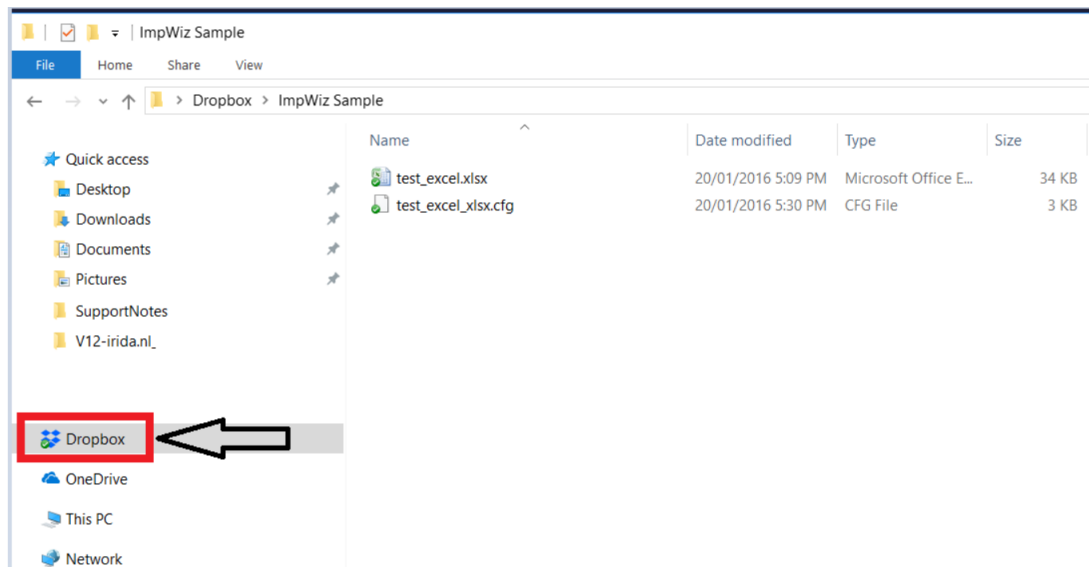 ImpWiz Sample
File Home Share View
Dropbox > ImpWiz Sample
Name Date modified Type Size
Quick access
Desktop
Downloads
Documents
Pictures
SupportNotes
V12-irida.nl_
Dropbox
OneDrive
This PC
Network
test_excel.xlsx 20/01/2016 5:09 PM Microsoft Office E... 34 KB
test_excel_xlsx.cfg 20/01/2016 5:30 PM CFG File 3 KB